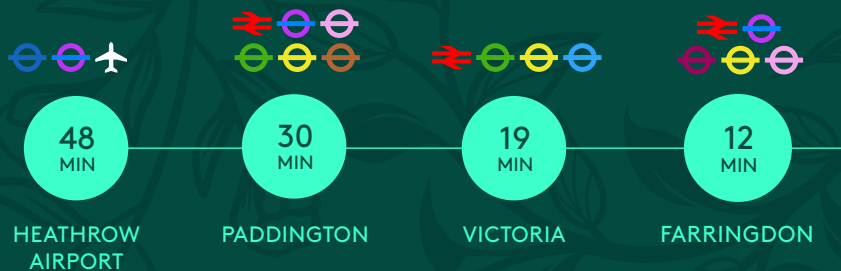 48
MIN
30
MIN
19
MIN
12
MIN
HEATHROW
AIRPORT
PADDINGTON
VICTORIA
FARRINGDON